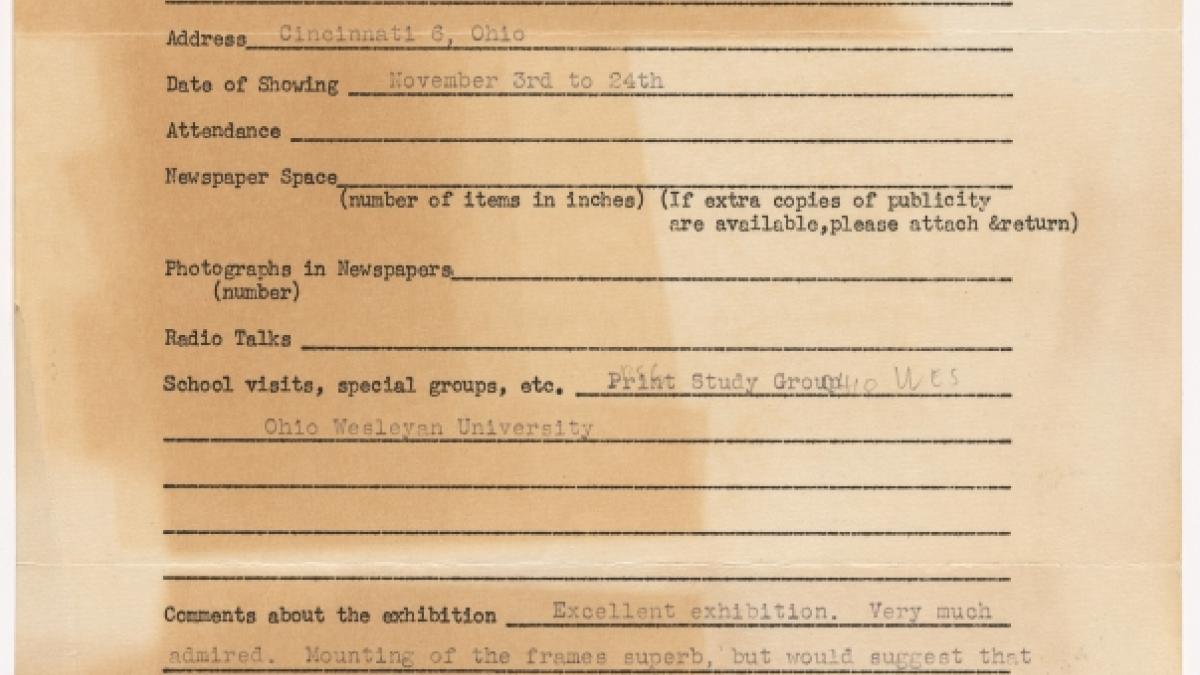 Address Cincinnati 6, Ohio
Date of Showing November 3rd to 24th
Attendance
Newspaper Space
(number of items in inches) (If extra copies of publicity
are available,please attach &return)
Photographs in Newspapers
(number)
Radio Talks
School visits, special groups, etc. Print Study Group
Ohio Wesleyan University
Comments about the exhibition Excellent exhibition. Very much
admired. Mounting of the frames superb, but would suggest that